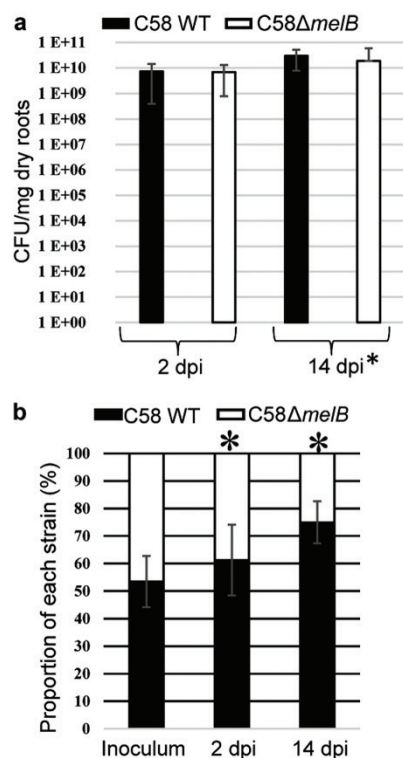 a
C58 WT C58ΔmelB
CFU/mg dry roots
1 E+11
1 E+10
1 E+09
1 E+08
1 E+07
1 E+06
1 E+05
1 E+04
1 E+03
1 E+02
1 E+01
1 E+00
2 dpi 14 dpi*
b
C58 WT C58ΔmelB
Proportion of each strain (%)
100
90
80
70
60
50
40
30
20
10
0
* *
Inoculum 2 dpi 14 dpi